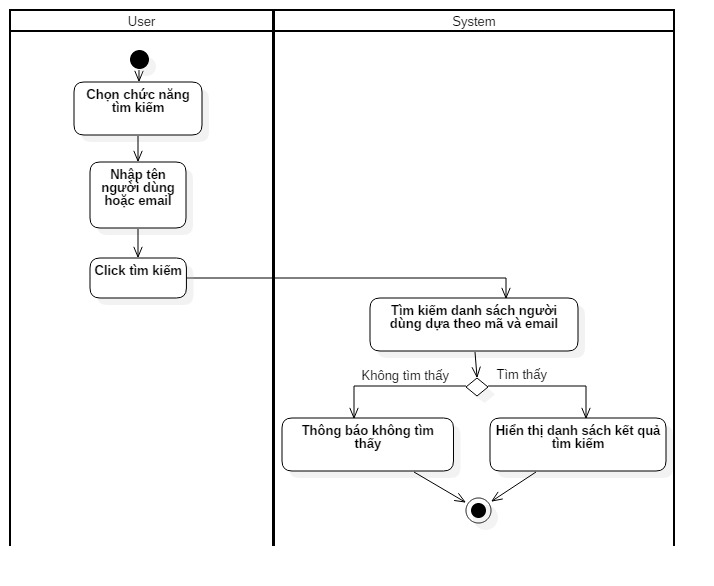 User
System
Chọn chức năng
tìm kiếm
Nhập tên
người dùng
hoặc email
Click tìm kiếm
Tìm kiếm danh sách người
dùng dựa theo mã và email
Không tìm thấy
Tìm thấy
Thông báo không tìm
thấy
Hiển thị danh sách kết quả
tìm kiếm